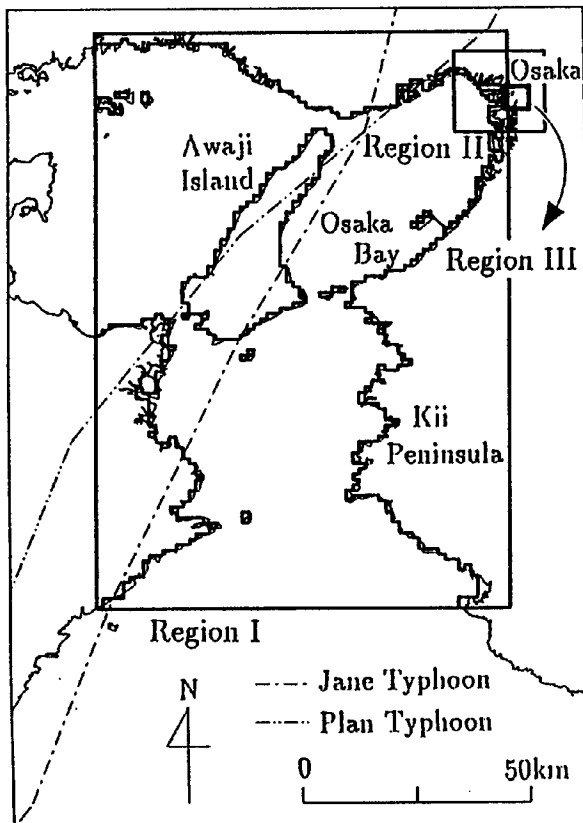 Osaka
Awaji
Island
Region II
Osaka
Bay
Region III
Kii
Peninsula
Region I
N
Jane Typhoon
Plan Typhoon
0
50km